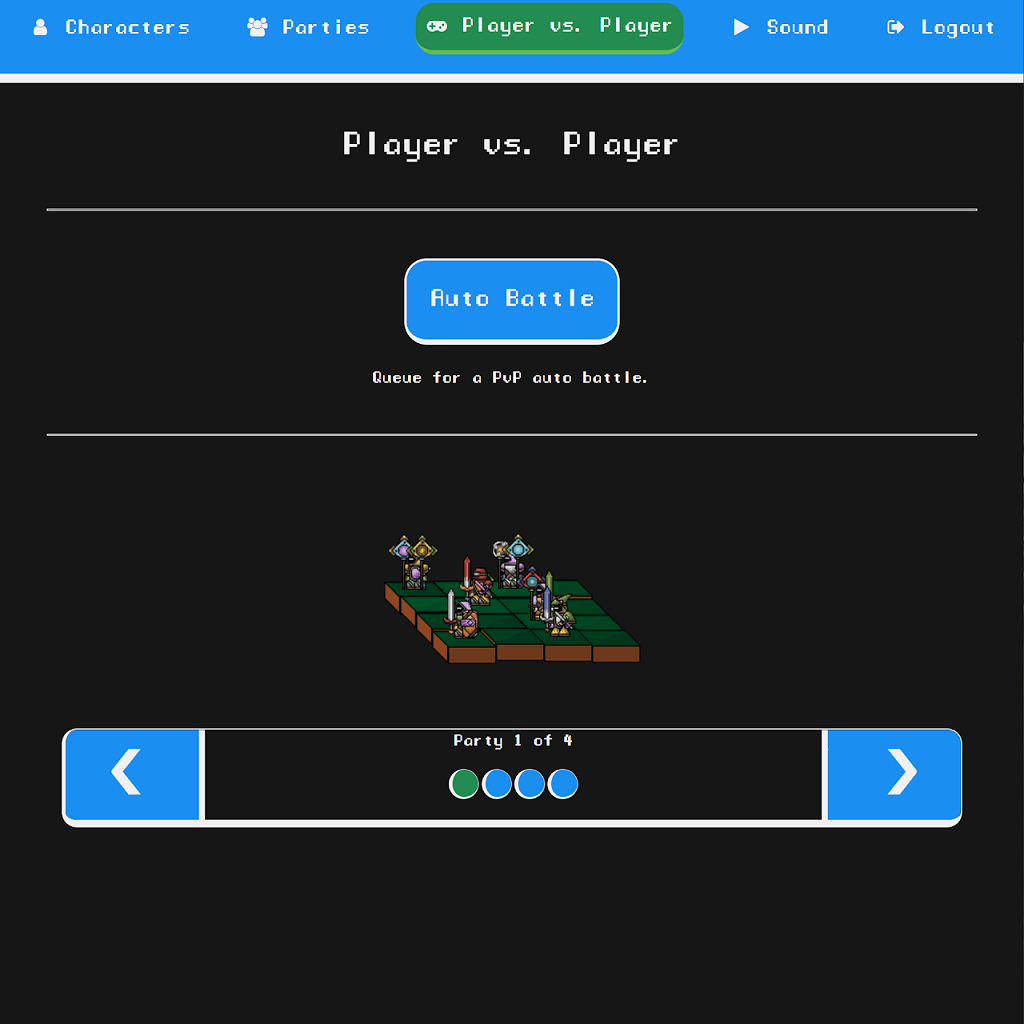 Characters Parties Player vs. Player Sound Logout
Player vs. Player
Auto Battle
Queue for a PvP auto battle.
Party 1 of 4